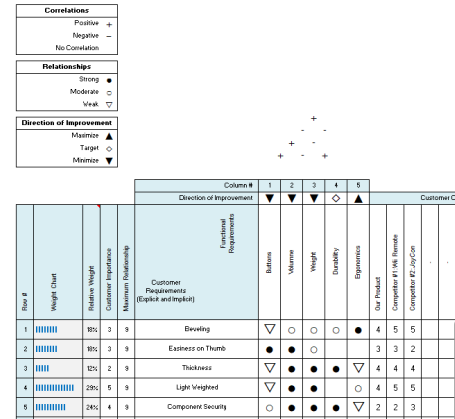 Correlations
Positive +
Negative −
No Correlation
Relationships
Strong ●
Moderate ○
Weak ▽
Direction of Improvement
Maximize ▲
Target ◇
Minimize ▼
+
- -
+ -
+ - +
Column # 1 2 3 4 5
Direction of Improvement ▼ ▼ ▼ ◇ ▲ Customer C
Row #
Weight Chart
Relative Weight
Customer Importance
Maximum Relationship
Customer
Requirements
(Explicit and Implicit)
Functional
Requirements
Buttons
Volumne
Weight
Durability
Ergonomics
Our Product
Competitor #1: Wii Remote
Competitor #2: JoyCon
1 18% 3 9 Beveling ▽ ○ ○ ○ ● 4 5 5
2 18% 3 9 Easiness on Thumb ● ● ○ 3 3 2
3 12% 2 9 Thickness ▽ ● ● ● ▽ 4 4 4
4 29% 5 9 Light Weighted ▽ ● ● ○ 4 5 5
5 24% 4 9 Component Security ○ ● ● ● ▽ 2 2 3